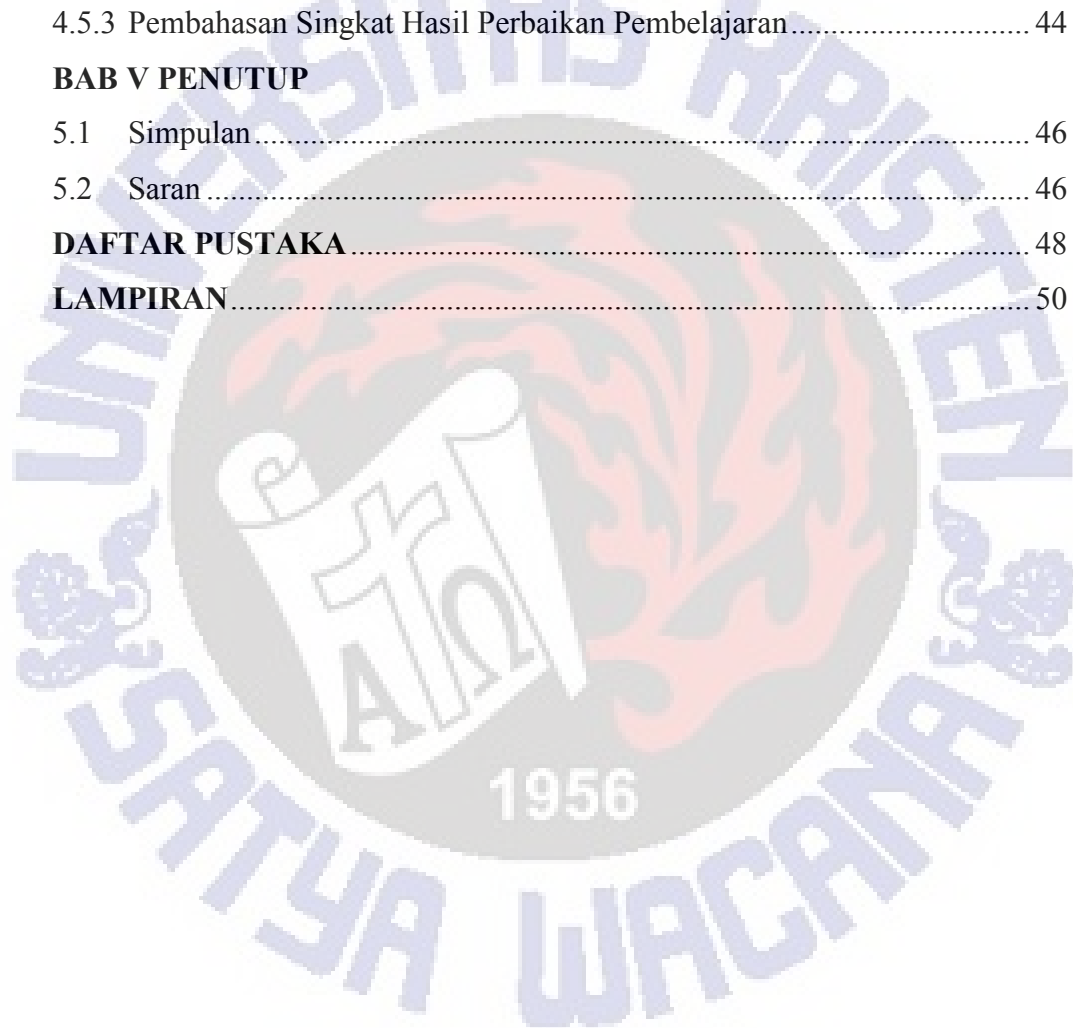 4.5.3 Pembahasan Singkat Hasil Perbaikan Pembelajaran............................ 44
BAB V PENUTUP
5.1 Simpulan................................................................................................ 46
5.2 Saran...................................................................................................... 46
DAFTAR PUSTAKA..................................................................................... 48
LAMPIRAN.................................................................................................... 50
UNIVERSITAS KRISTEN
Α Ω
1956
SATYA WACANA